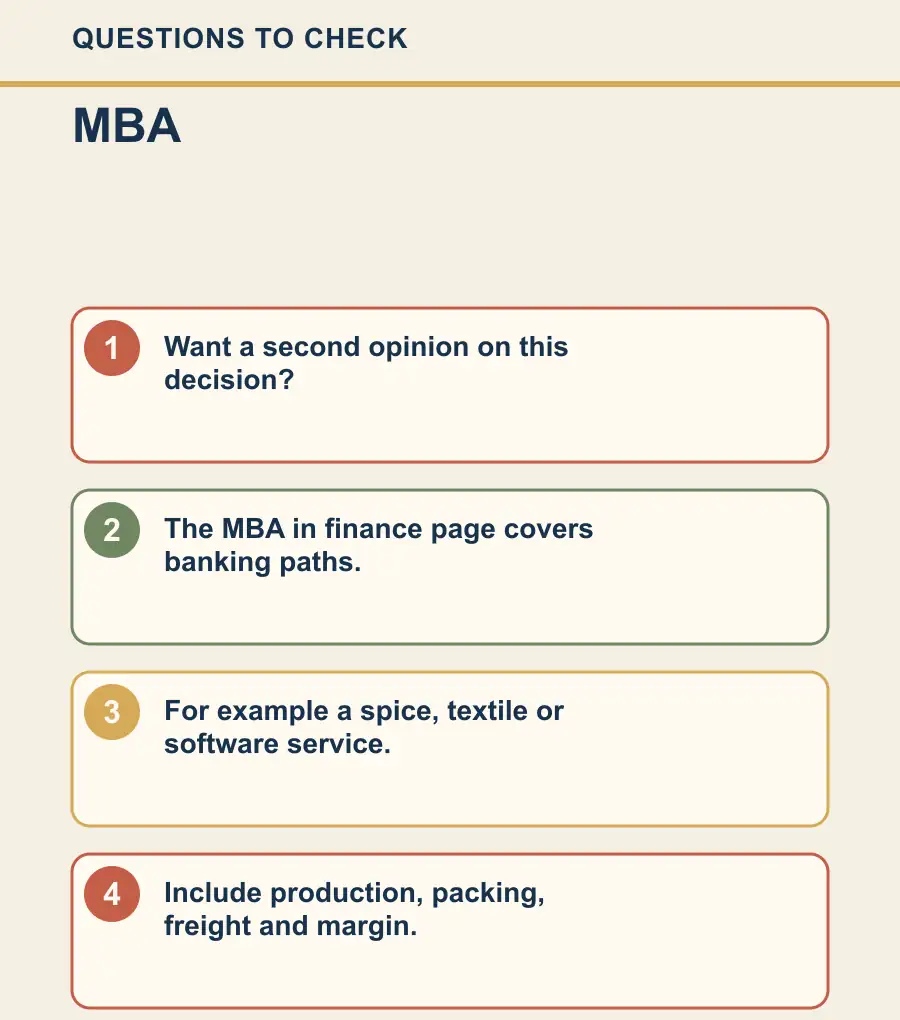 QUESTIONS TO CHECK
MBA
1
Want a second opinion on this
decision?
2
The MBA in finance page covers
banking paths.
3
For example a spice, textile or
software service.
4
Include production, packing,
freight and margin.